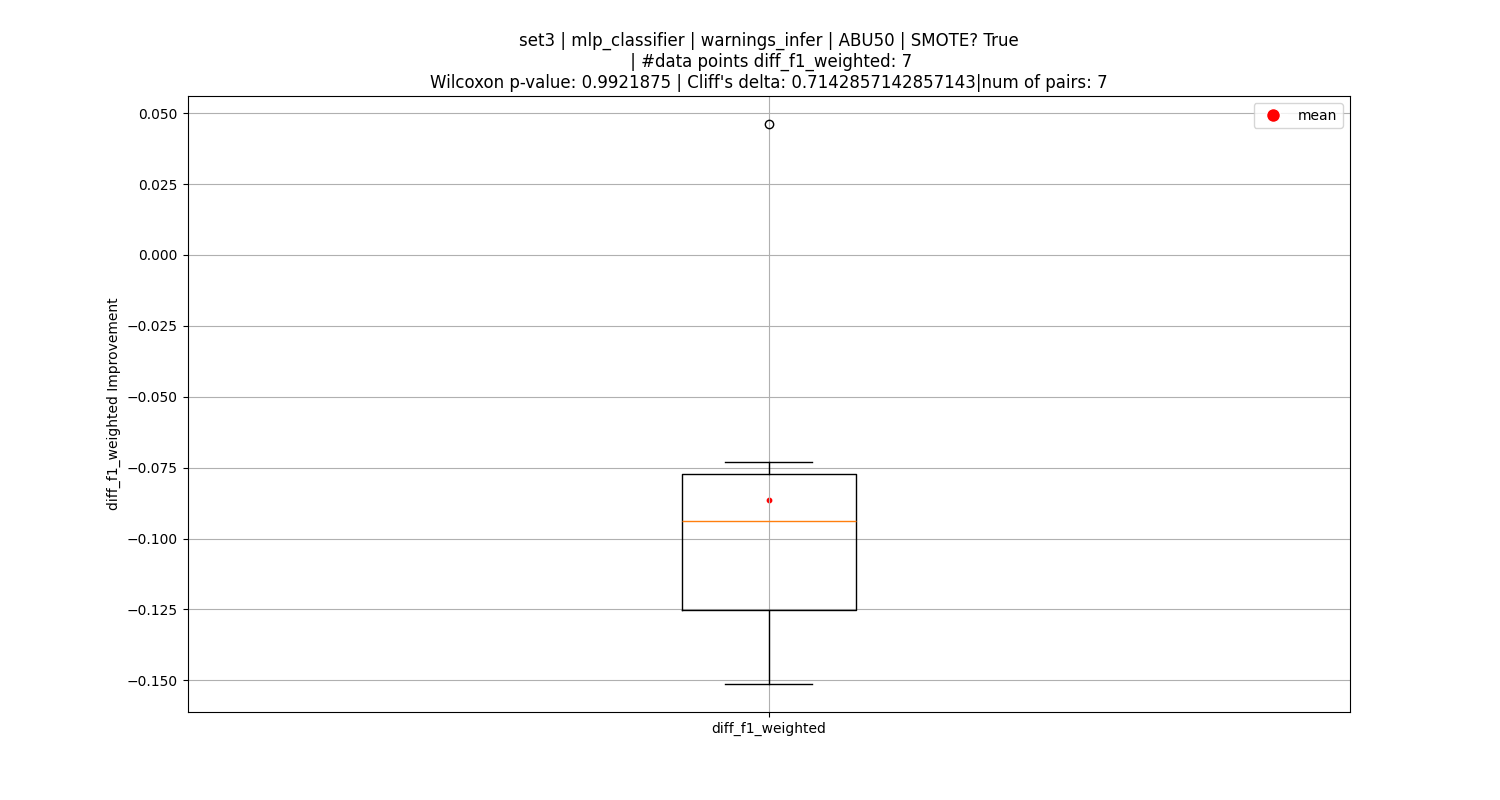 set3 | mlp_classifier | warnings_infer | ABU50 | SMOTE? True
| #data points diff_f1_weighted: 7
Wilcoxon p-value: 0.9921875 | Cliff's delta: 0.7142857142857143|num of pairs: 7
mean
0.050
0.025
0.000
−0.025
−0.050
−0.075
−0.100
−0.125
−0.150
diff_f1_weighted Improvement
diff_f1_weighted